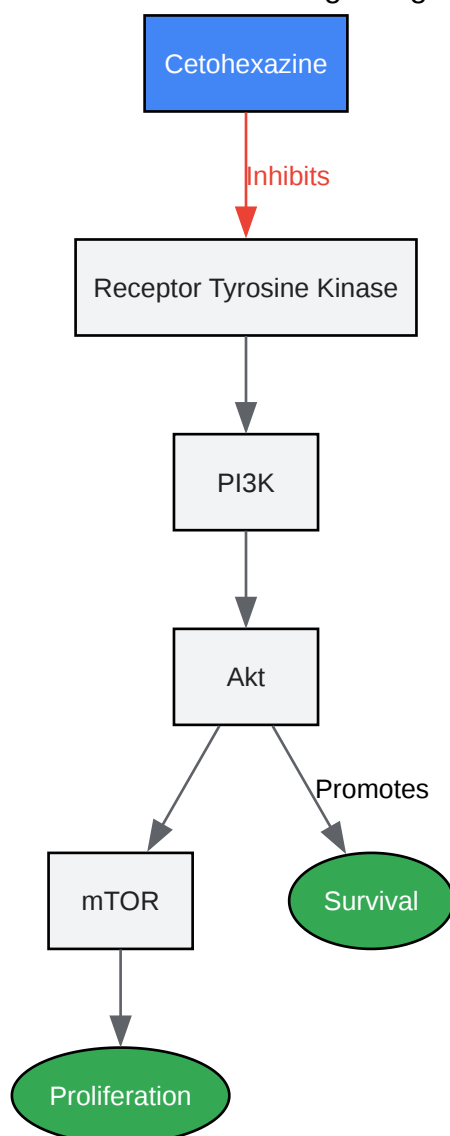 Cetohexazine
Inhibits
Receptor Tyrosine Kinase
PI3K
Akt
Promotes
mTOR
Survival
Proliferation